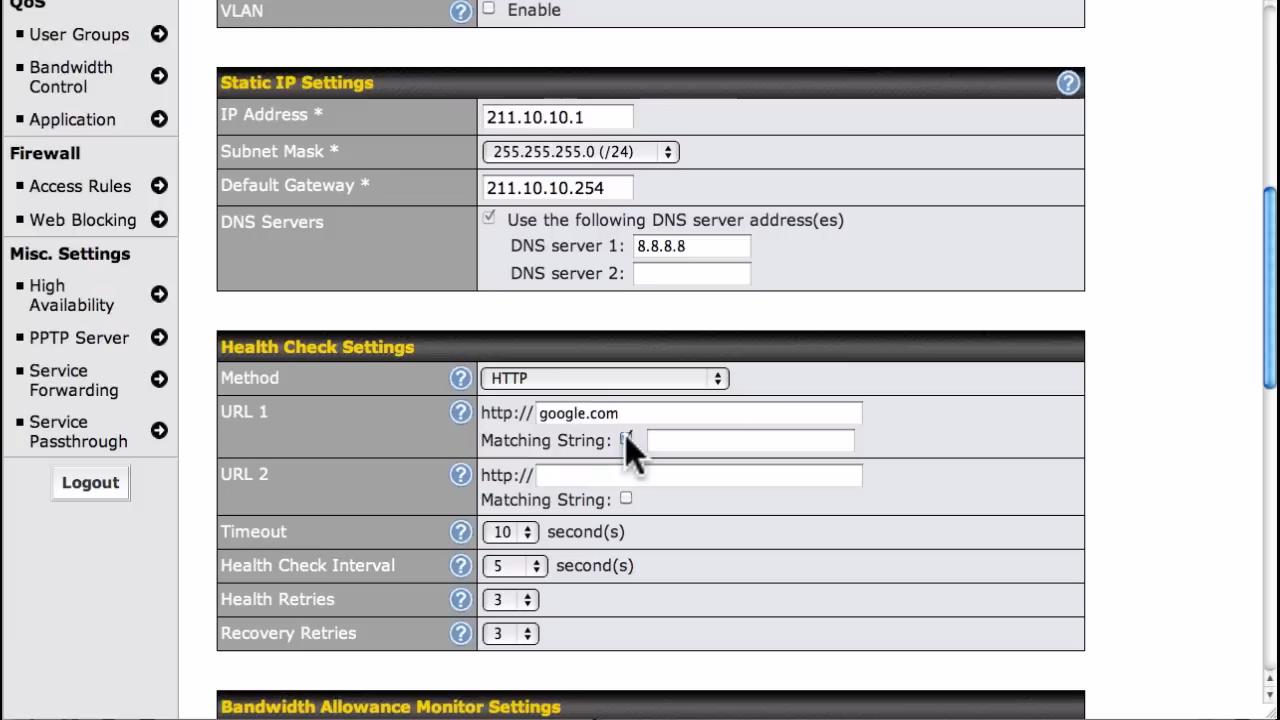 QoS
User Groups
Bandwidth
Control
Application
Firewall
Access Rules
Web Blocking
Misc. Settings
High
Availability
PPTP Server
Service
Forwarding
Service
Passthrough
Logout
VLAN ? Enable
Static IP Settings ?
IP Address * 211.10.10.1
Subnet Mask * 255.255.255.0 (/24)
Default Gateway * 211.10.10.254
DNS Servers Use the following DNS server address(es)
DNS server 1: 8.8.8.8
DNS server 2:
Health Check Settings
Method ? HTTP
URL 1 ? http:// google.com
Matching String:
URL 2 ? http://
Matching String:
Timeout ? 10 second(s)
Health Check Interval ? 5 second(s)
Health Retries ? 3
Recovery Retries ? 3
Bandwidth Allowance Monitor Settings